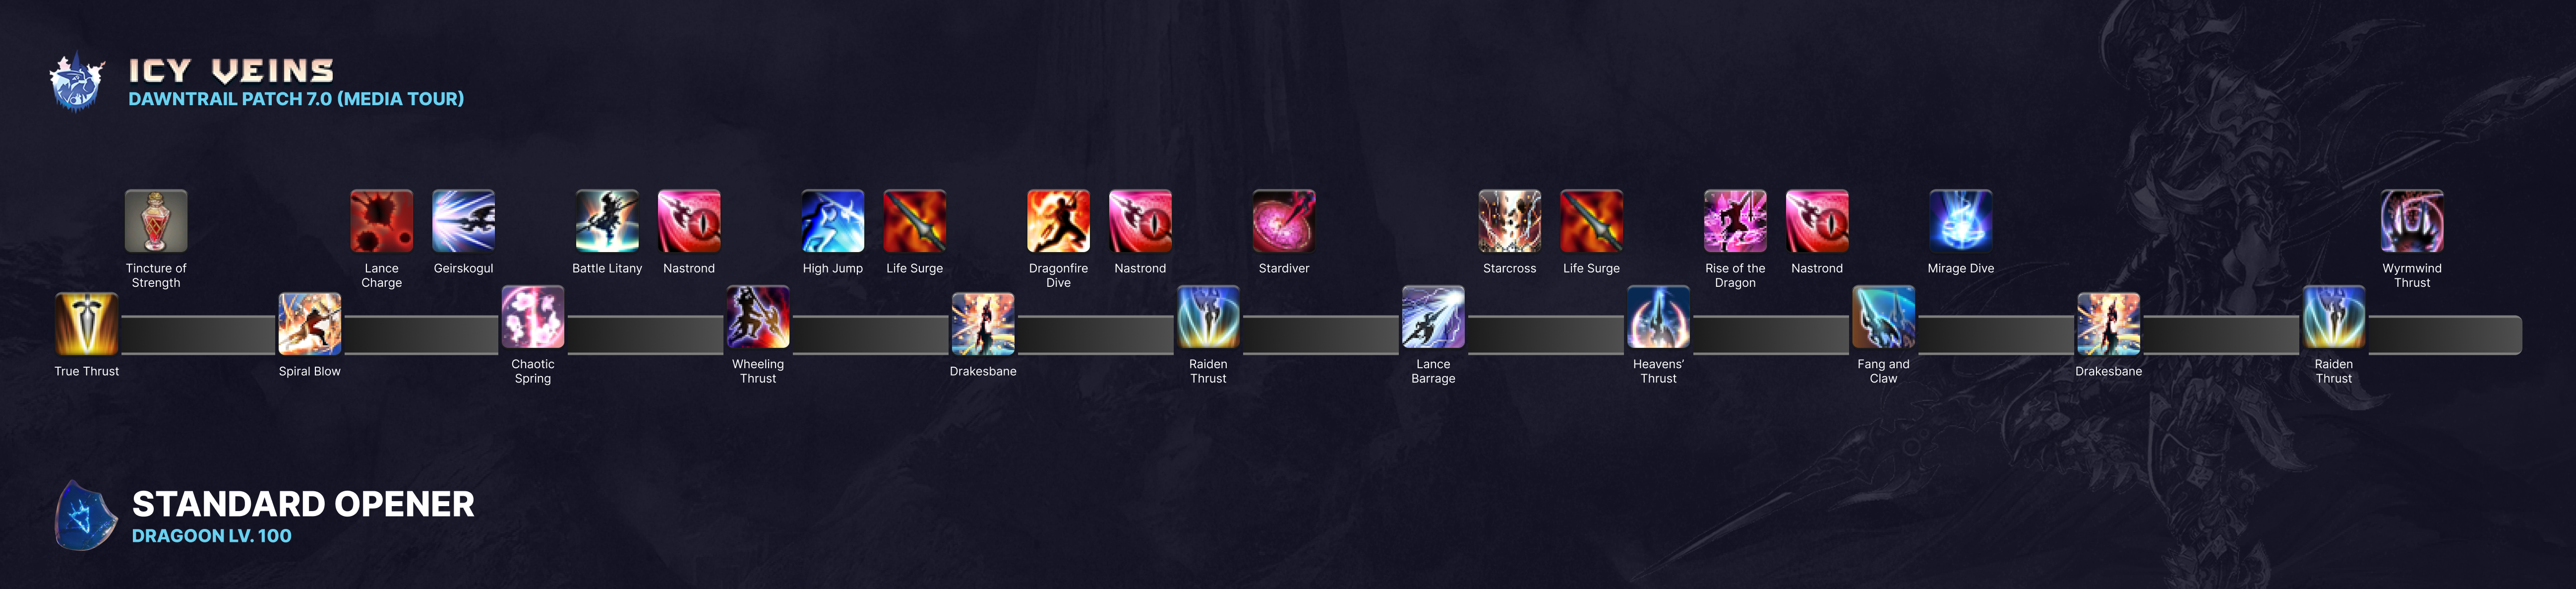 ICY VEINS
DAWNTRAIL PATCH 7.0 (MEDIA TOUR)
Tincture of
Strength
Lance
Charge
Geirskogul
Battle Litany
Nastrond
High Jump
Life Surge
Dragonfire
Dive
Nastrond
Stardiver
Starcross
Life Surge
Rise of the
Dragon
Nastrond
Mirage Dive
Wyrmwind
Thrust
True Thrust
Spiral Blow
Chaotic
Spring
Wheeling
Thrust
Drakesbane
Raiden
Thrust
Lance
Barrage
Heavens’
Thrust
Fang and
Claw
Drakesbane
Raiden
Thrust
STANDARD OPENER
DRAGOON LV. 100